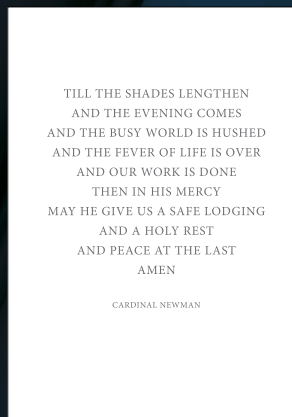 TILL THE SHADES LENGTHEN
AND THE EVENING COMES
AND THE BUSY WORLD IS HUSHED
AND THE FEVER OF LIFE IS OVER
AND OUR WORK IS DONE
THEN IN HIS MERCY
MAY HE GIVE US A SAFE LODGING
AND A HOLY REST
AND PEACE AT THE LAST
AMEN
CARDINAL NEWMAN